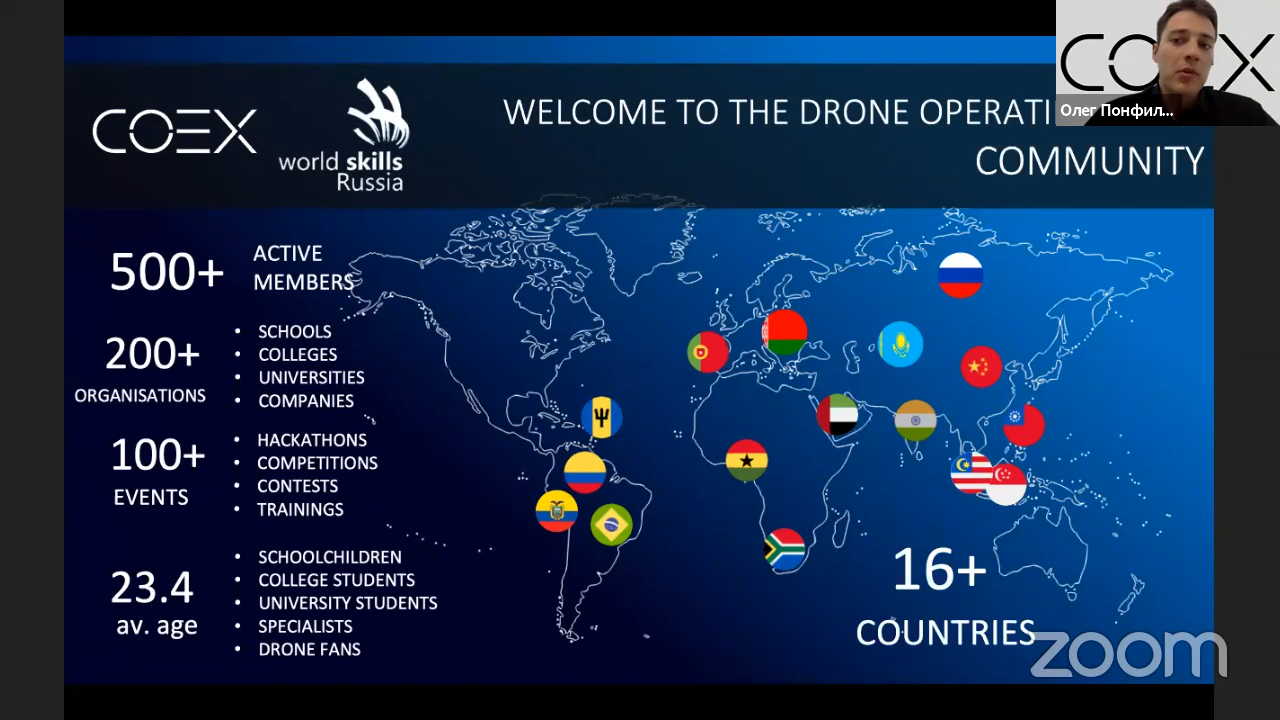 COEX
world skills
Russia
WELCOME TO THE DRONE OPERATI
COMMUNITY
CO X
Олег Понфил...
500+
ACTIVE
MEMBERS
200+
ORGANISATIONS
• SCHOOLS
• COLLEGES
• UNIVERSITIES
• COMPANIES
100+
EVENTS
• HACKATHONS
• COMPETITIONS
• CONTESTS
• TRAININGS
23.4
av. age
• SCHOOLCHILDREN
• COLLEGE STUDENTS
• UNIVERSITY STUDENTS
• SPECIALISTS
• DRONE FANS
16+
COUNTRIES
zoom